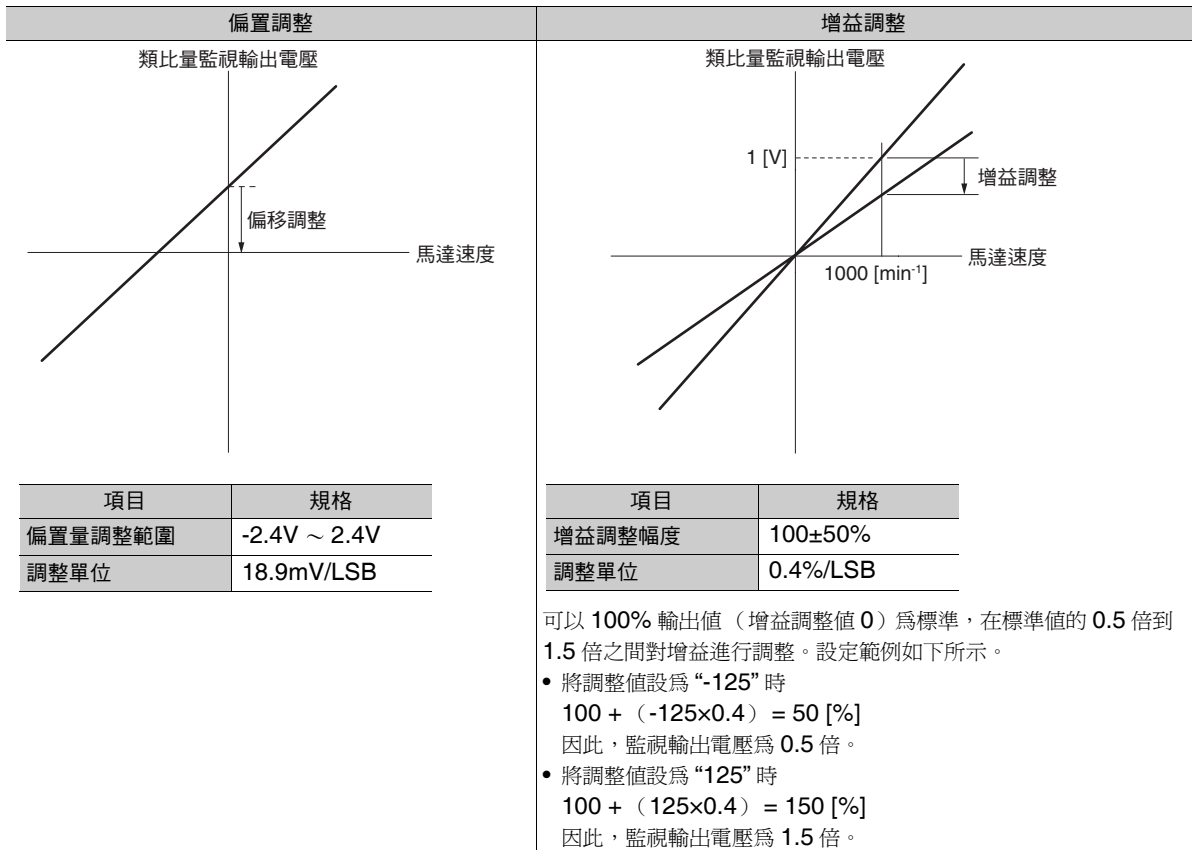 偏置調整
類比量監視輸出電壓
偏移調整
馬達速度
項目 規格
偏置量調整範圍 -2.4V ～ 2.4V
調整單位 18.9mV/LSB
增益調整
類比量監視輸出電壓
1 [V]
增益調整
馬達速度
1000 [min-1]
項目 規格
增益調整幅度 100±50%
調整單位 0.4%/LSB
可以 100% 輸出值（增益調整值 0）爲標準，在標準值的 0.5 倍到
1.5 倍之間對增益進行調整。設定範例如下所示。
• 將調整值設爲 “-125” 時
100 + （-125×0.4） = 50 [%]
因此，監視輸出電壓爲 0.5 倍。
• 將調整值設爲 “125” 時
100 + （125×0.4） = 150 [%]
因此，監視輸出電壓爲 1.5 倍。